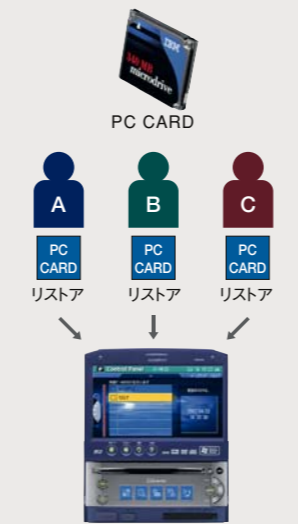 IBM
340 MB
microdrive
PC CARD
A
B
C
PC
CARD
PC
CARD
PC
CARD
リストア
リストア
リストア
Control Panel